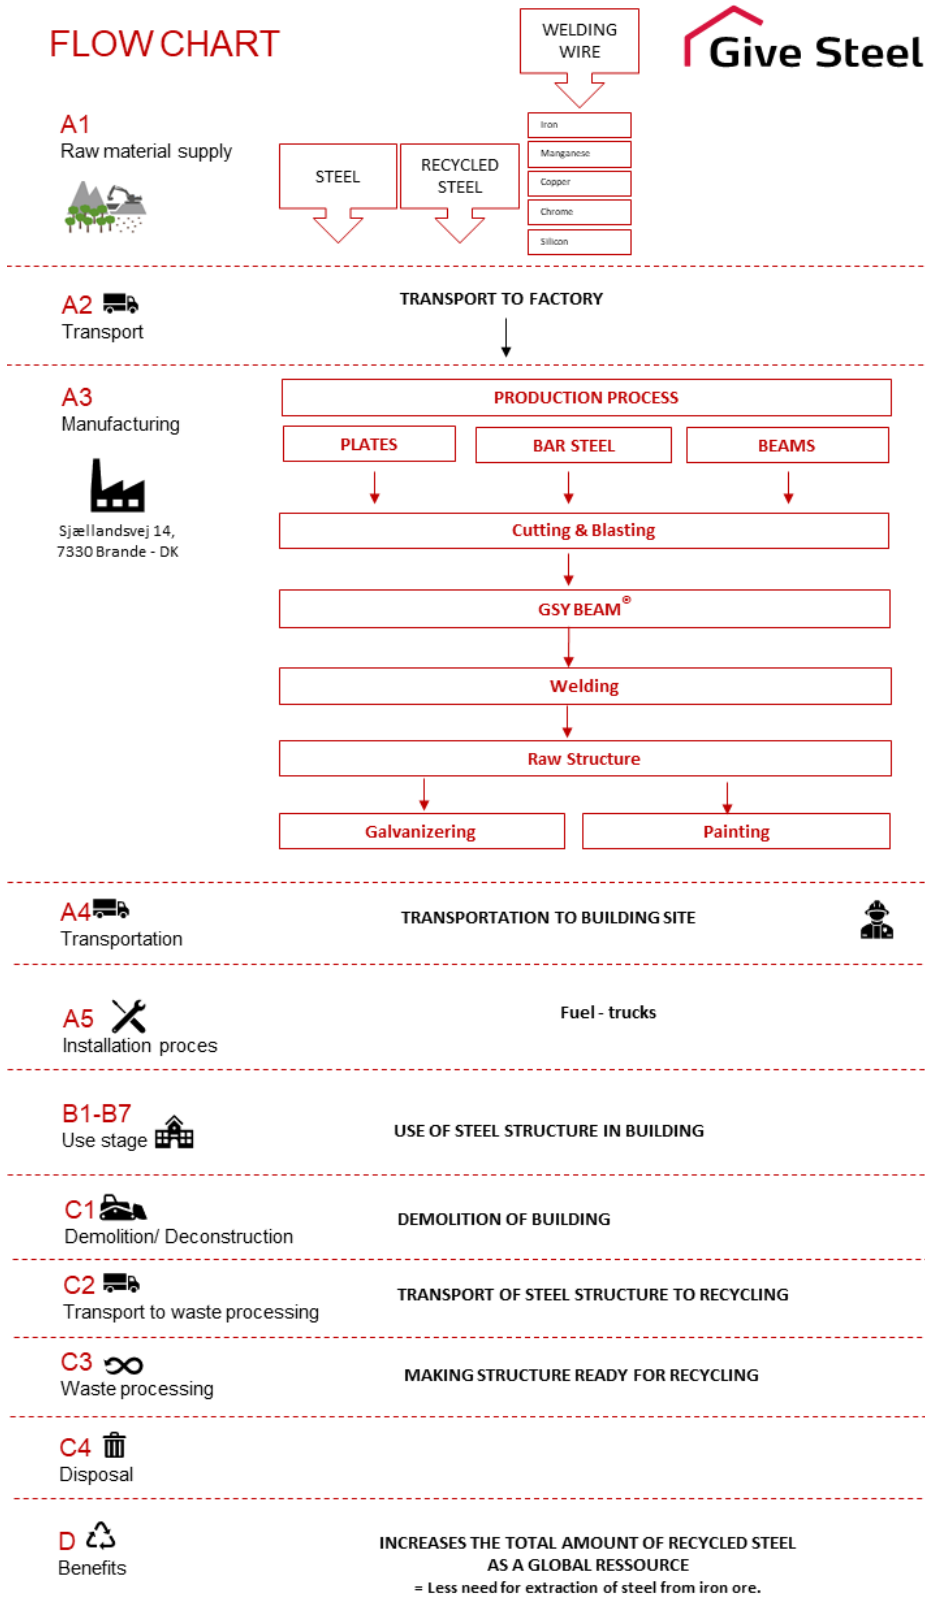 FLOW CHART
WELDING
WIRE
Give Steel
A1
Raw material supply
STEEL
RECYCLED
STEEL
Iron
Manganese
Copper
Chrome
Silicon
A2
Transport
TRANSPORT TO FACTORY
A3
Manufacturing
Sjællandsvej 14,
7330 Brande - DK
PRODUCTION PROCESS
PLATES
BAR STEEL
BEAMS
Cutting & Blasting
GSY BEAM®
Welding
Raw Structure
Galvanizering
Painting
A4
Transportation
TRANSPORTATION TO BUILDING SITE
A5
Installation proces
Fuel - trucks
B1-B7
Use stage
USE OF STEEL STRUCTURE IN BUILDING
C1
Demolition/ Deconstruction
DEMOLITION OF BUILDING
C2
Transport to waste processing
TRANSPORT OF STEEL STRUCTURE TO RECYCLING
C3
Waste processing
MAKING STRUCTURE READY FOR RECYCLING
C4
Disposal
D
Benefits
INCREASES THE TOTAL AMOUNT OF RECYCLED STEEL
AS A GLOBAL RESSOURCE
= Less need for extraction of steel from iron ore.